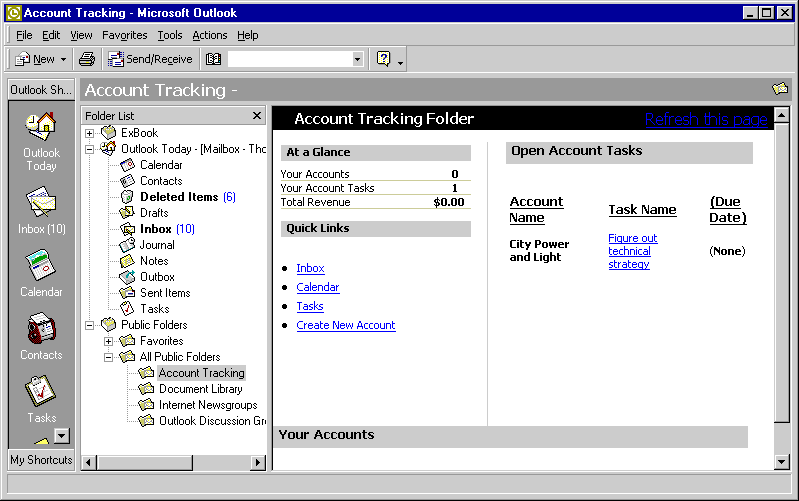 Account Tracking - Microsoft Outlook
File Edit View Favorites Tools Actions Help
New Send/Receive
Outlook Sh...
Account Tracking -
Outlook Today
Inbox (10)
Calendar
Contacts
Tasks
My Shortcuts
Folder List
ExBook
Outlook Today - [Mailbox - Tho
Calendar
Contacts
Deleted Items (6)
Drafts
Inbox (10)
Journal
Notes
Outbox
Sent Items
Tasks
Public Folders
Favorites
All Public Folders
Account Tracking
Document Library
Internet Newsgroups
Outlook Discussion Gr
Account Tracking Folder
Refresh this page
At a Glance
Your Accounts 0
Your Account Tasks 1
Total Revenue $0.00
Quick Links
Inbox
Calendar
Tasks
Create New Account
Open Account Tasks
Account Name Task Name (Due Date)
City Power and Light Figure out technical strategy (None)
Your Accounts